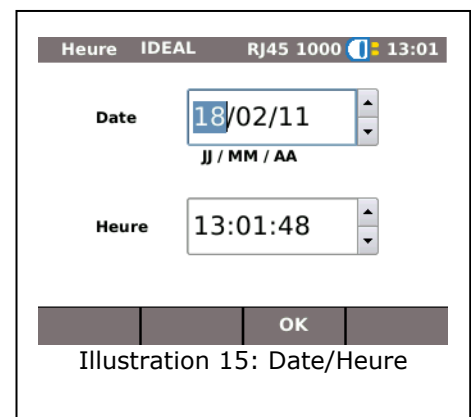 Heure IDEAL RJ45 1000 13:01
Date 18/02/11
JJ / MM / AA
Heure 13:01:48
OK
Illustration 15: Date/Heure